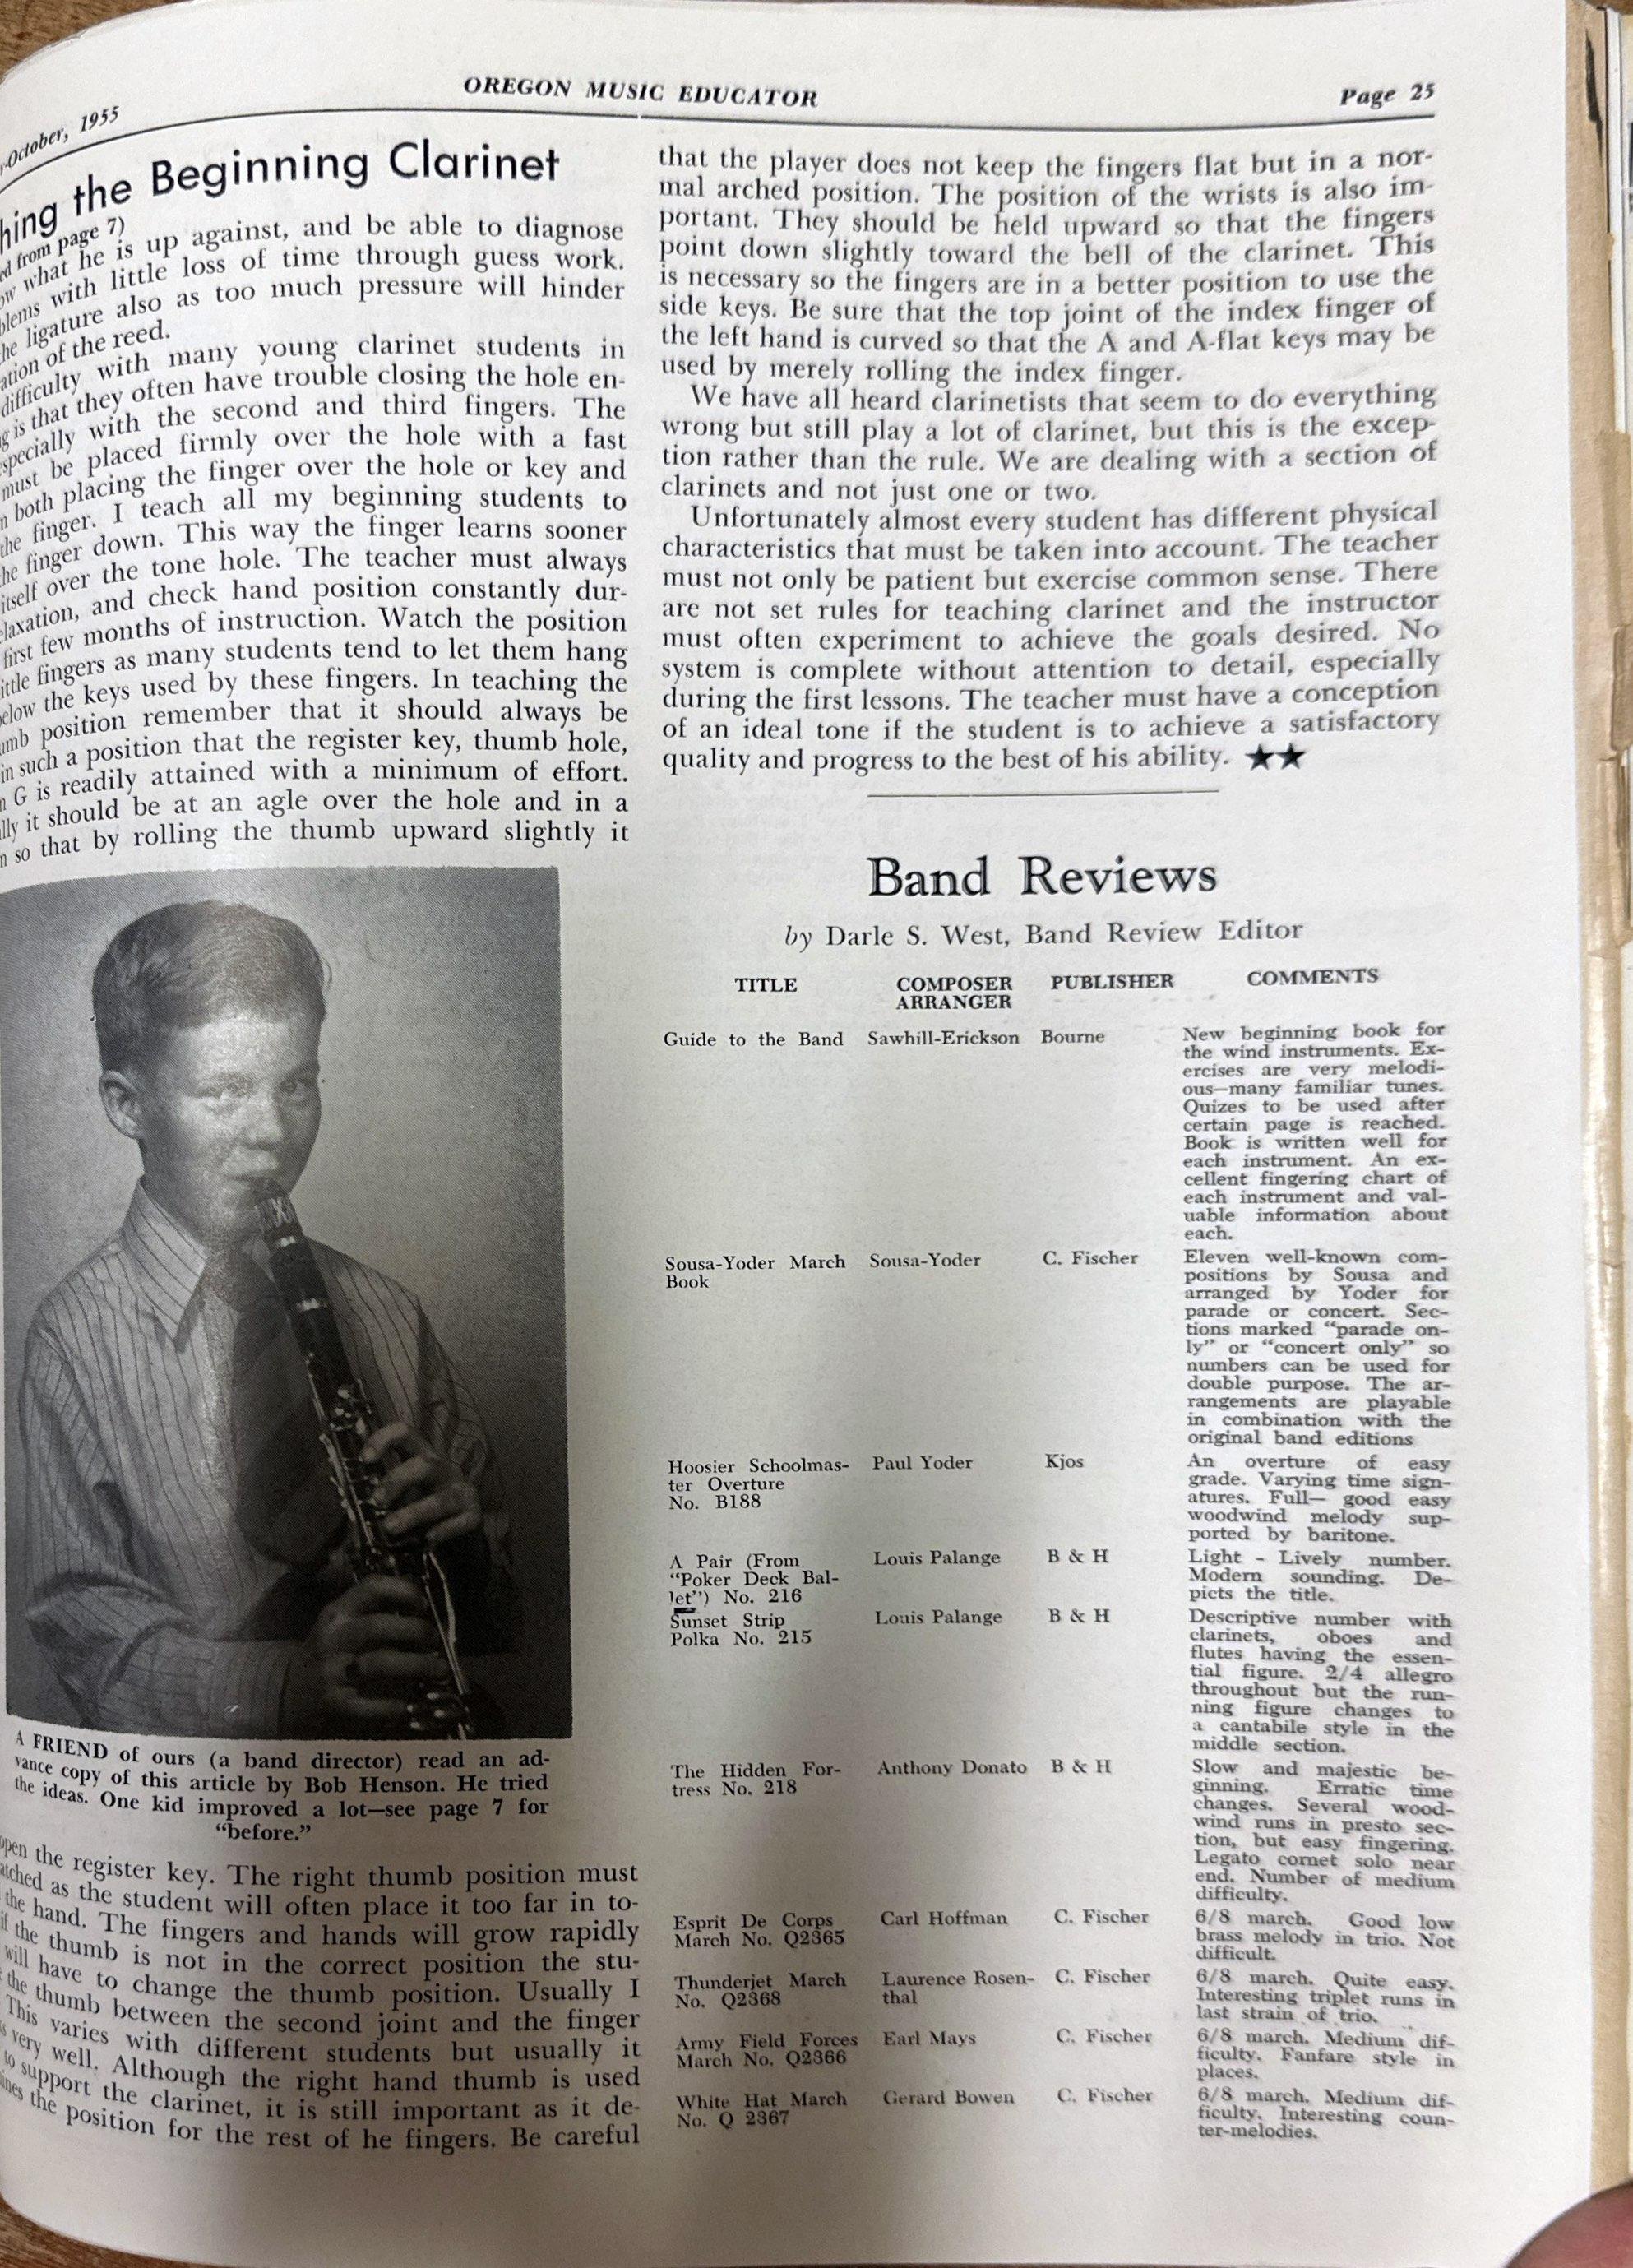 OREGON MUSIC EDUCATOR
Page 25
October, 1955
the Beginning Clarinet
from page 7)
what he is up against, and be able to diagnose
with little loss of time through guess work.
ligature also as too much pressure will hinder
of the reed.
difficulty with many young clarinet students in
is that they often have trouble closing the hole en-
especially with the second and third fingers. The
must be placed firmly over the hole with a fast
both placing the finger over the hole or key and
the finger. I teach all my beginning students to
finger down. This way the finger learns sooner
itself over the tone hole. The teacher must always
and check hand position constantly dur-
first few months of instruction. Watch the position
fingers as many students tend to let them hang
the keys used by these fingers. In teaching the
position remember that it should always be
in such a position that the register key, thumb hole,
G is readily attained with a minimum of effort.
it should be at an agle over the hole and in a
so that by rolling the thumb upward slightly it
A FRIEND of ours (a band director) read an ad-
vance copy of this article by Bob Henson. He tried
the ideas. One kid improved a lot—see page 7 for
“before.”
the register key. The right thumb position must
as the student will often place it too far in to-
the hand. The fingers and hands will grow rapidly
if the thumb is not in the correct position the stu-
will have to change the thumb position. Usually I
the thumb between the second joint and the finger
This varies with different students but usually it
very well. Although the right hand thumb is used
to support the clarinet, it is still important as it de-
the position for the rest of he fingers. Be careful
that the player does not keep the fingers flat but in a nor-
mal arched position. The position of the wrists is also im-
portant. They should be held upward so that the fingers
point down slightly toward the bell of the clarinet. This
is necessary so the fingers are in a better position to use the
side keys. Be sure that the top joint of the index finger of
the left hand is curved so that the A and A-flat keys may be
used by merely rolling the index finger.
We have all heard clarinetists that seem to do everything
wrong but still play a lot of clarinet, but this is the excep-
tion rather than the rule. We are dealing with a section of
clarinets and not just one or two.
Unfortunately almost every student has different physical
characteristics that must be taken into account. The teacher
must not only be patient but exercise common sense. There
are not set rules for teaching clarinet and the instructor
must often experiment to achieve the goals desired. No
system is complete without attention to detail, especially
during the first lessons. The teacher must have a conception
of an ideal tone if the student is to achieve a satisfactory
quality and progress to the best of his ability. ★★
Band Reviews
by Darle S. West, Band Review Editor
TITLE COMPOSER PUBLISHER COMMENTS
ARRANGER
Guide to the Band Sawhill-Erickson Bourne New beginning book for
the wind instruments. Ex-
ercises are very melodi-
ous—many familiar tunes.
Quizes to be used after
certain page is reached.
Book is written well for
each instrument. An ex-
cellent fingering chart of
each instrument and val-
uable information about
each.
Sousa-Yoder March Sousa-Yoder C. Fischer Eleven well-known com-
Book positions by Sousa and
arranged by Yoder for
parade or concert. Sec-
tions marked “parade on-
ly” or “concert only” so
numbers can be used for
double purpose. The ar-
rangements are playable
in combination with the
original band editions
Hoosier Schoolmas- Paul Yoder Kjos An overture of easy
ter Overture grade. Varying time sign-
No. B188 atures. Full— good easy
woodwind melody sup-
ported by baritone.
A Pair (From Louis Palange B & H Light - Lively number.
“Poker Deck Bal- Modern sounding. De-
let”) No. 216 picts the title.
Sunset Strip Louis Palange B & H Descriptive number with
Polka No. 215 clarinets, oboes and
flutes having the essen-
tial figure. 2/4 allegro
throughout but the run-
ning figure changes to
a cantabile style in the
middle section.
The Hidden For- Anthony Donato B & H Slow and majestic be-
tress No. 218 ginning. Erratic time
changes. Several wood-
wind runs in presto sec-
tion, but easy fingering.
Legato cornet solo near
end. Number of medium
difficulty.
Esprit De Corps Carl Hoffman C. Fischer 6/8 march. Good low
March No. Q2365 brass melody in trio. Not
difficult.
Thunderjet March Laurence Rosen- C. Fischer 6/8 march. Quite easy.
No. Q2368 thal Interesting triplet runs in
last strain of trio.
Army Field Forces Earl Mays C. Fischer 6/8 march. Medium dif-
March No. Q2366 ficulty. Fanfare style in
places.
White Hat March Gerard Bowen C. Fischer 6/8 march. Medium dif-
No. Q 2367 ficulty. Interesting coun-
ter-melodies.